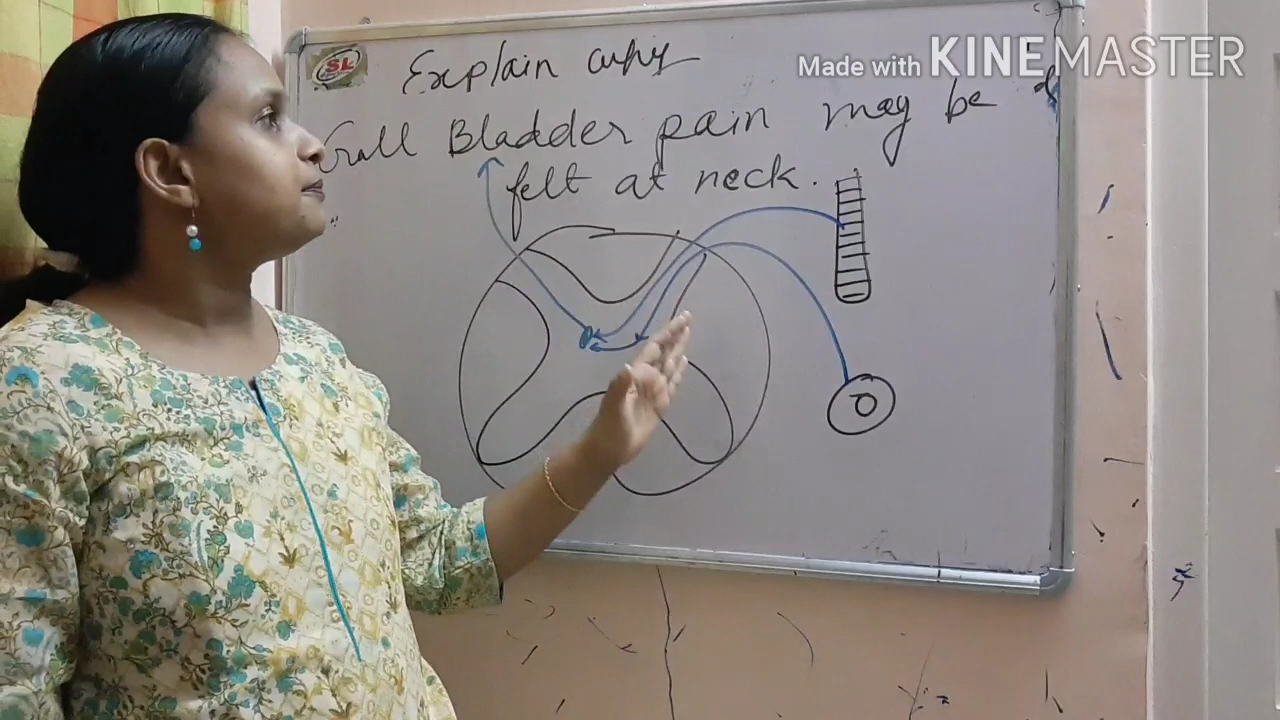 SL
Made with KINEMASTER
Explain why
Gall Bladder pain may be
felt at neck.